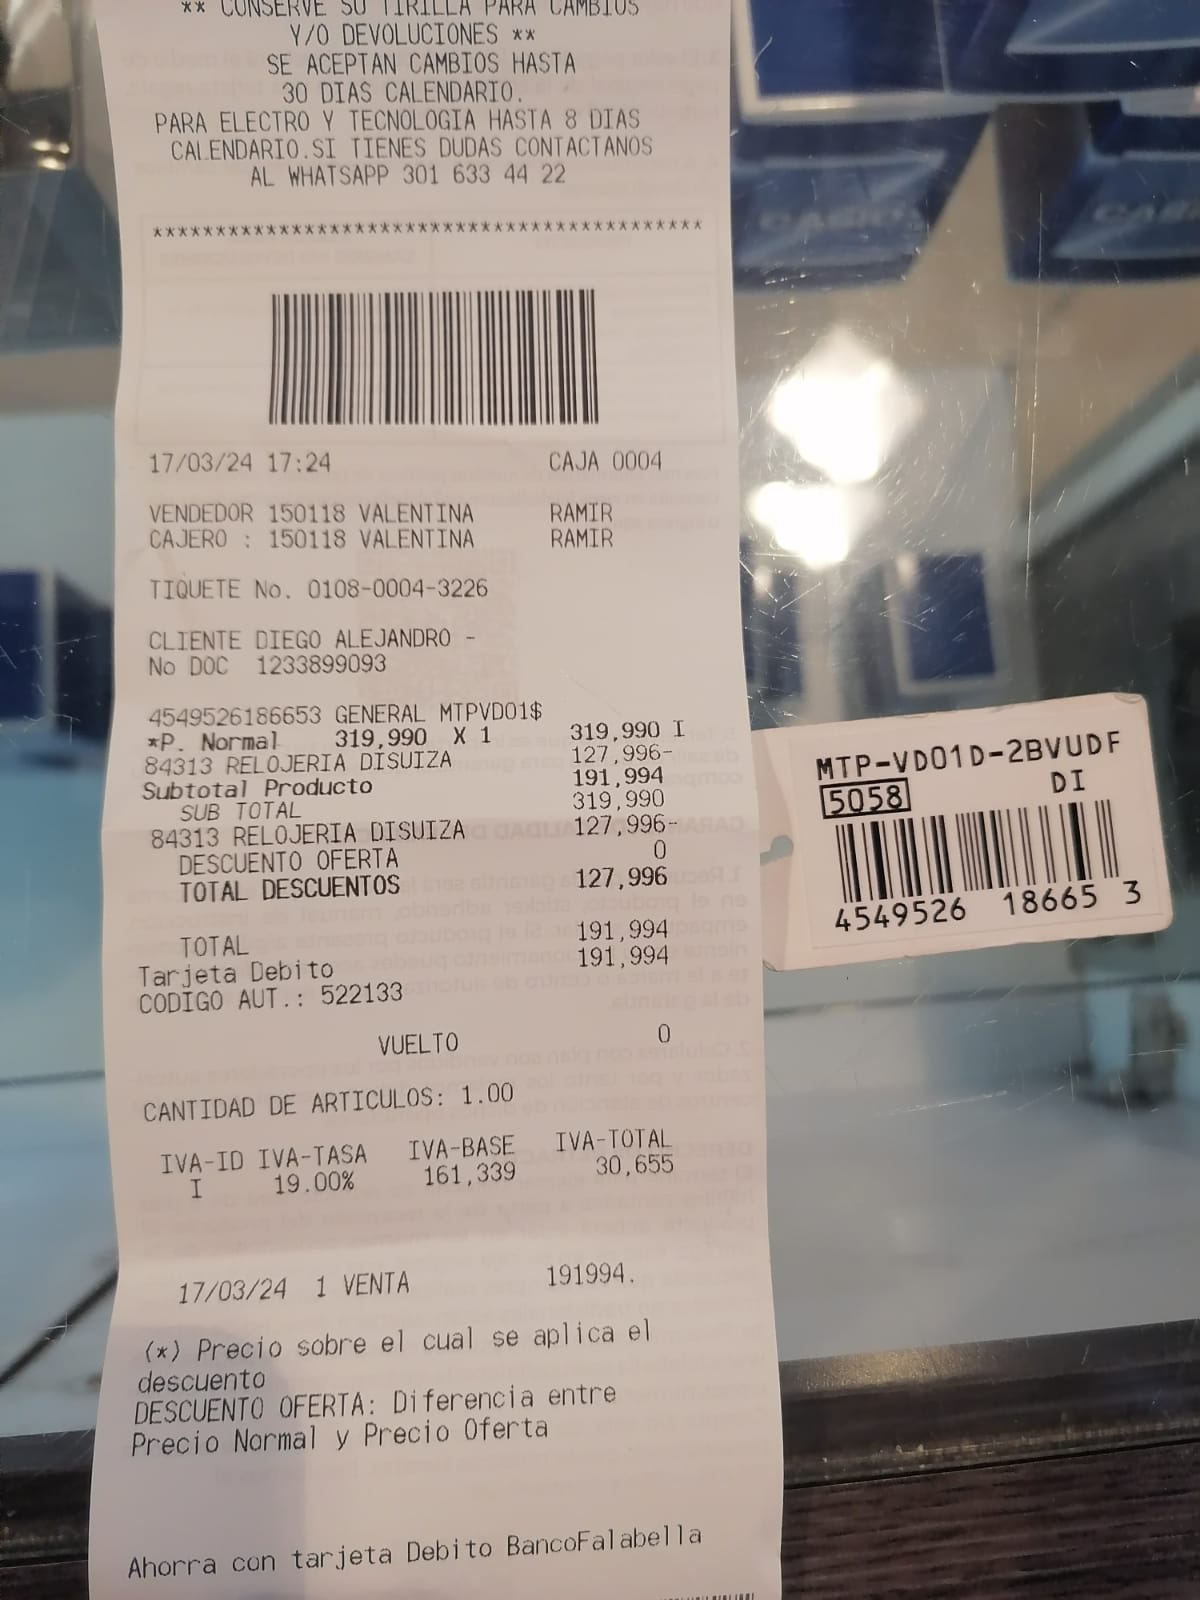 ** CONSERVE SU TIRILLA PARA CAMBIOS
Y/O DEVOLUCIONES **
SE ACEPTAN CAMBIOS HASTA
30 DIAS CALENDARIO.
PARA ELECTRO Y TECNOLOGIA HASTA 8 DIAS
CALENDARIO.SI TIENES DUDAS CONTACTANOS
AL WHATSAPP 301 633 44 22
********************************************
17/03/24 17:24 CAJA 0004
VENDEDOR 150118 VALENTINA RAMIR
CAJERO : 150118 VALENTINA RAMIR
TIQUETE No. 0108-0004-3226
CLIENTE DIEGO ALEJANDRO -
No DOC 1233899093
4549526186653 GENERAL MTPVD01$
*P. Normal 319,990 X 1 319,990 I
84313 RELOJERIA DISUIZA 127,996-
Subtotal Producto 191,994
SUB TOTAL 319,990
84313 RELOJERIA DISUIZA 127,996-
DESCUENTO OFERTA 0
TOTAL DESCUENTOS 127,996
TOTAL 191,994
Tarjeta Debito 191,994
CODIGO AUT.: 522133
VUELTO 0
CANTIDAD DE ARTICULOS: 1.00
IVA-ID IVA-TASA IVA-BASE IVA-TOTAL
I 19.00% 161,339 30,655
17/03/24 1 VENTA 191994.
(*) Precio sobre el cual se aplica el
descuento
DESCUENTO OFERTA: Diferencia entre
Precio Normal y Precio Oferta
Ahorra con tarjeta Debito BancoFalabella
MTP-VD01D-2BVUDF
5058 DI
4549526 18665 3
CASIO